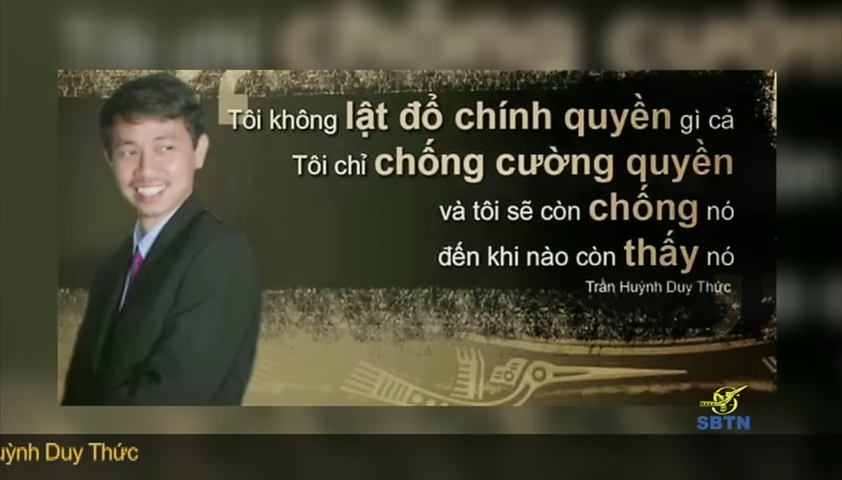 Tôi không lật đổ chính quyền gì cả
Tôi chỉ chống cường quyền
và tôi sẽ còn chống nó
đến khi nào còn thấy nó
Trần Huỳnh Duy Thức
SBTN
Duy Thức